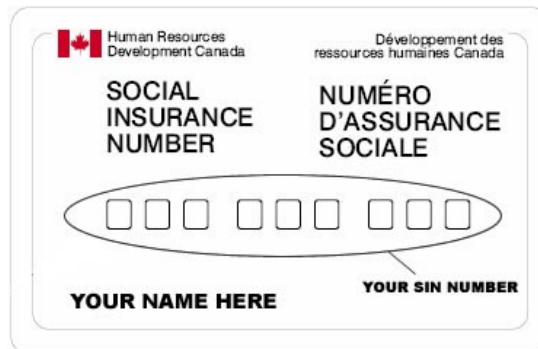 Human Resources
Development Canada
Développement des
ressources humaines Canada
SOCIAL
INSURANCE
NUMBER
NUMÉRO
D'ASSURANCE
SOCIALE
YOUR SIN NUMBER
YOUR NAME HERE